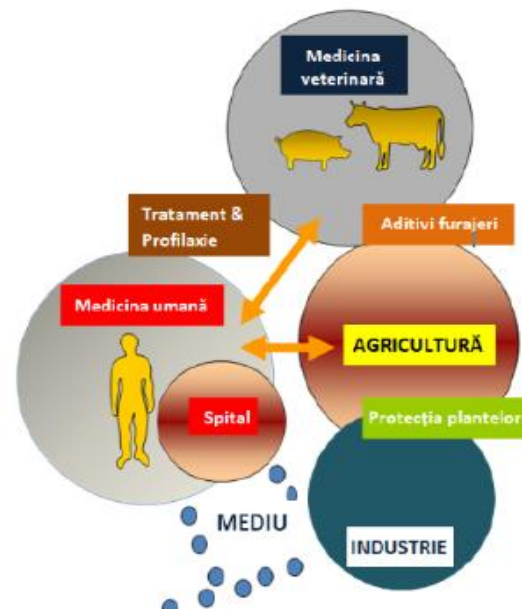 Medicina
veterinară
Tratament &
Profilaxie
Aditivi furajeri
Medicina umană
AGRICULTURĂ
Spital
Protecția plantelor
MEDIU
INDUSTRIE